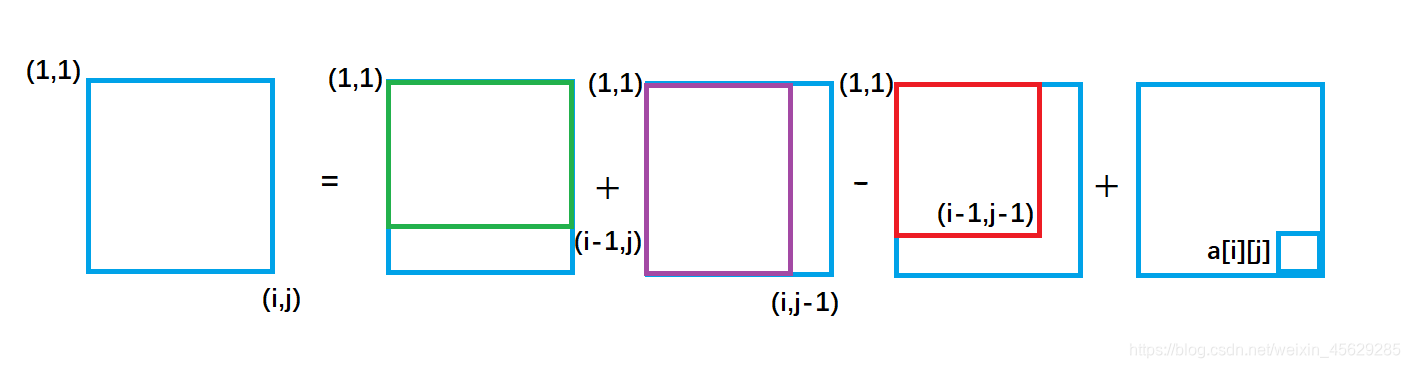 (1,1)
(1,1)
(1,1)
(1,1)
=
+
-
+
(i-1,j-1)
(i-1,j)
a[i][j]
(i,j)
(i,j-1)
https://blog.csdn.net/weixin_45629285